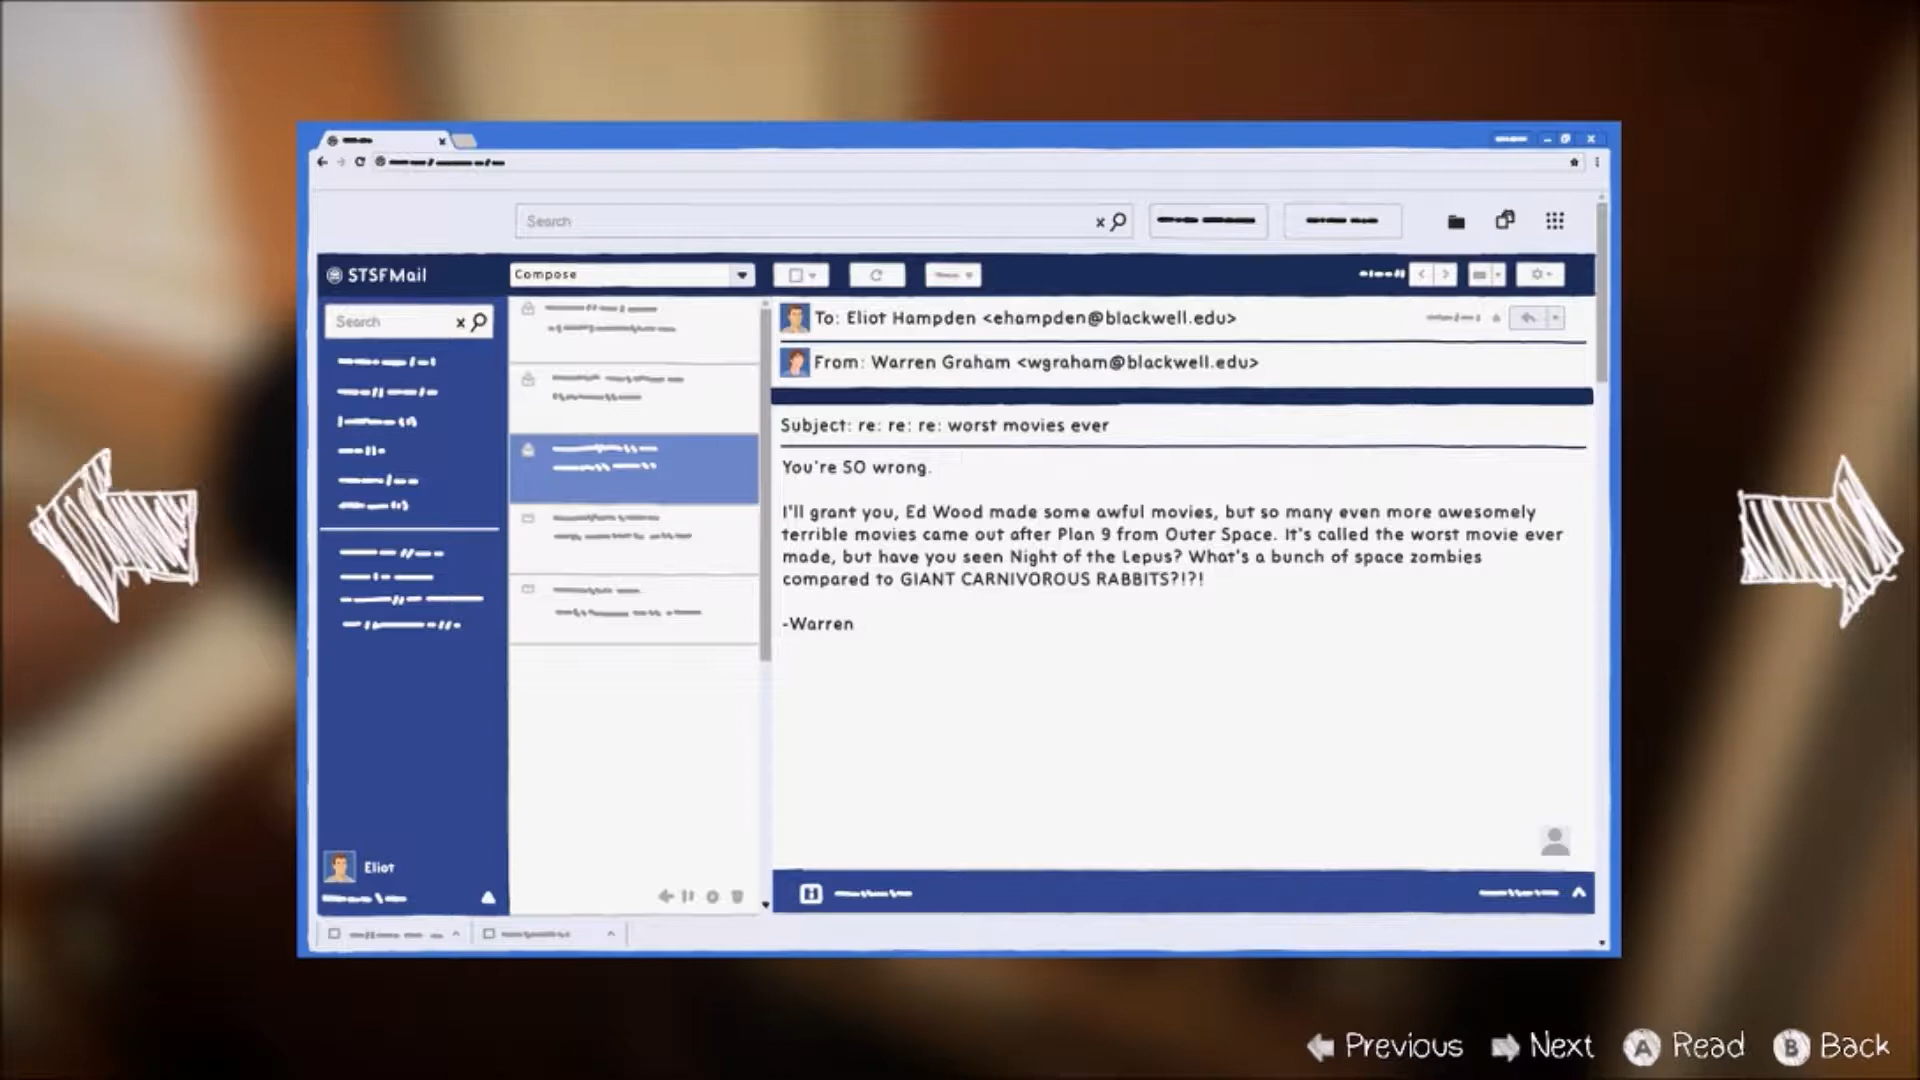 Search
STSFMail
Compose
Search
To: Eliot Hampden <ehampden@blackwell.edu>
From: Warren Graham <wgraham@blackwell.edu>
Subject: re: re: re: worst movies ever
You're SO wrong.
I'll grant you, Ed Wood made some awful movies, but so many even more awesomely
terrible movies came out after Plan 9 from Outer Space. It's called the worst movie ever
made, but have you seen Night of the Lepus? What's a bunch of space zombies
compared to GIANT CARNIVOROUS RABBITS?!?!
-Warren
Eliot
Previous Next A Read B Back